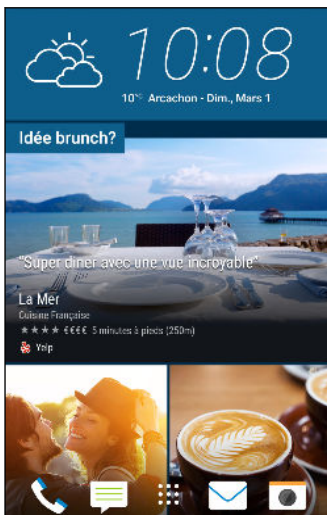 10:08
10°C Arcachon - Dim., Mars 1
Idée brunch?
"Super diner avec une vue incroyable"
La Mer
Cuisine Française
★★★★ €€€€ 5 minutes à pieds (250m)
Yelp